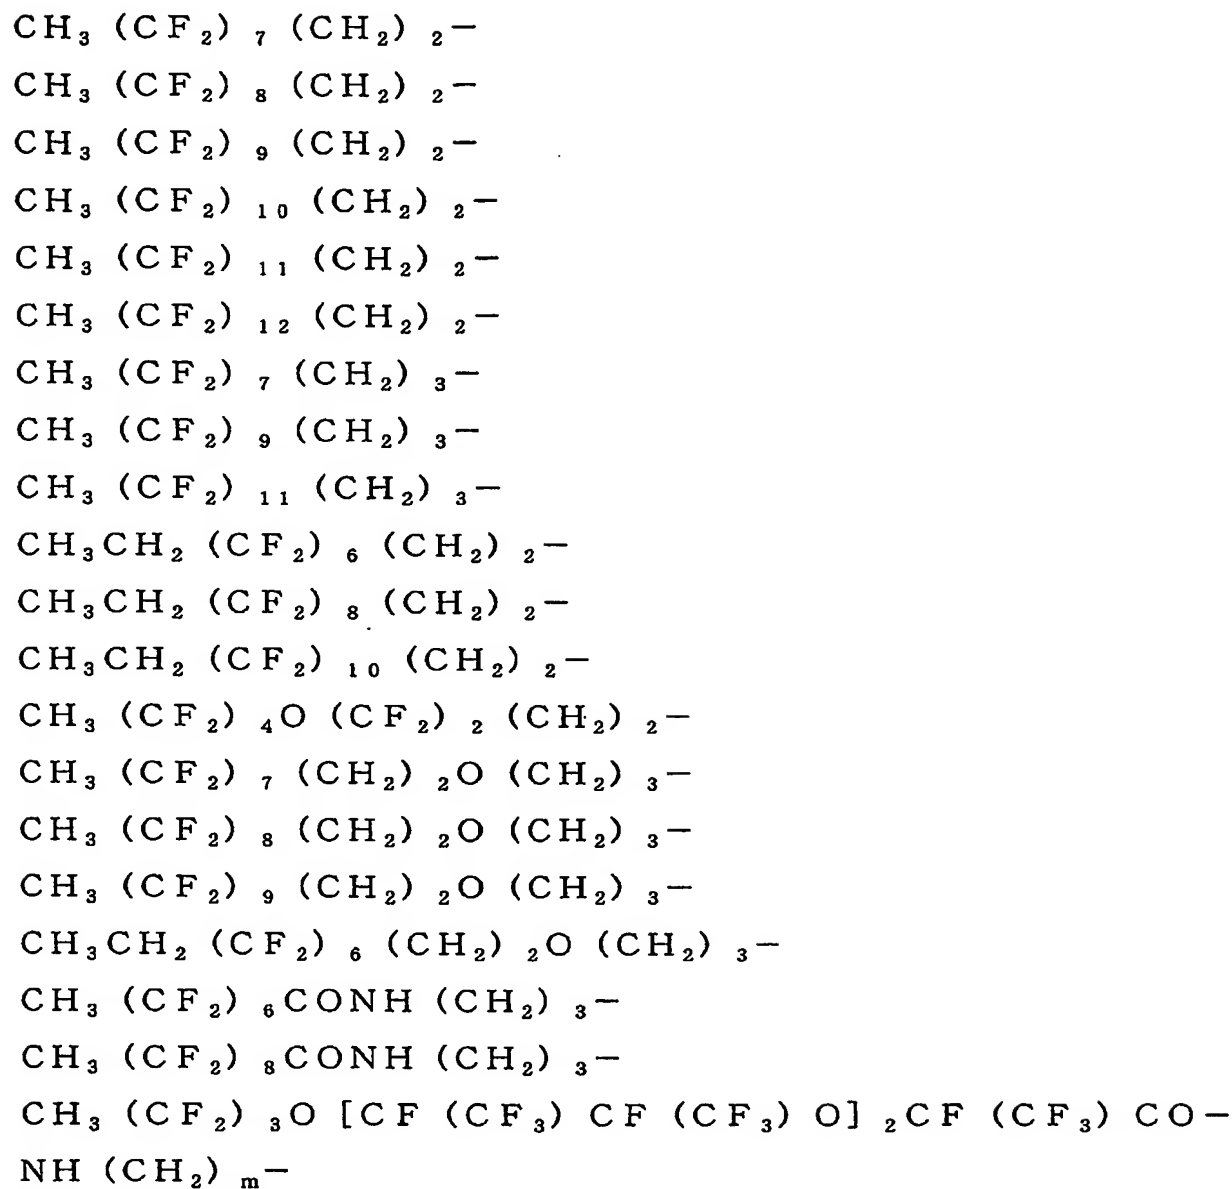 CH₃ (CF₂) ₇ (CH₂) ₂−
CH₃ (CF₂) ₈ (CH₂) ₂−
CH₃ (CF₂) ₉ (CH₂) ₂−
CH₃ (CF₂) ₁₀ (CH₂) ₂−
CH₃ (CF₂) ₁₁ (CH₂) ₂−
CH₃ (CF₂) ₁₂ (CH₂) ₂−
CH₃ (CF₂) ₇ (CH₂) ₃−
CH₃ (CF₂) ₉ (CH₂) ₃−
CH₃ (CF₂) ₁₁ (CH₂) ₃−
CH₃CH₂ (CF₂) ₆ (CH₂) ₂−
CH₃CH₂ (CF₂) ₈ (CH₂) ₂−
CH₃CH₂ (CF₂) ₁₀ (CH₂) ₂−
CH₃ (CF₂) ₄O (CF₂) ₂ (CH₂) ₂−
CH₃ (CF₂) ₇ (CH₂) ₂O (CH₂) ₃−
CH₃ (CF₂) ₈ (CH₂) ₂O (CH₂) ₃−
CH₃ (CF₂) ₉ (CH₂) ₂O (CH₂) ₃−
CH₃CH₂ (CF₂) ₆ (CH₂) ₂O (CH₂) ₃−
CH₃ (CF₂) ₆CONH (CH₂) ₃−
CH₃ (CF₂) ₈CONH (CH₂) ₃−
CH₃ (CF₂) ₃O [CF (CF₃) CF (CF₃) O] ₂CF (CF₃) CO−
NH (CH₂) ₘ−